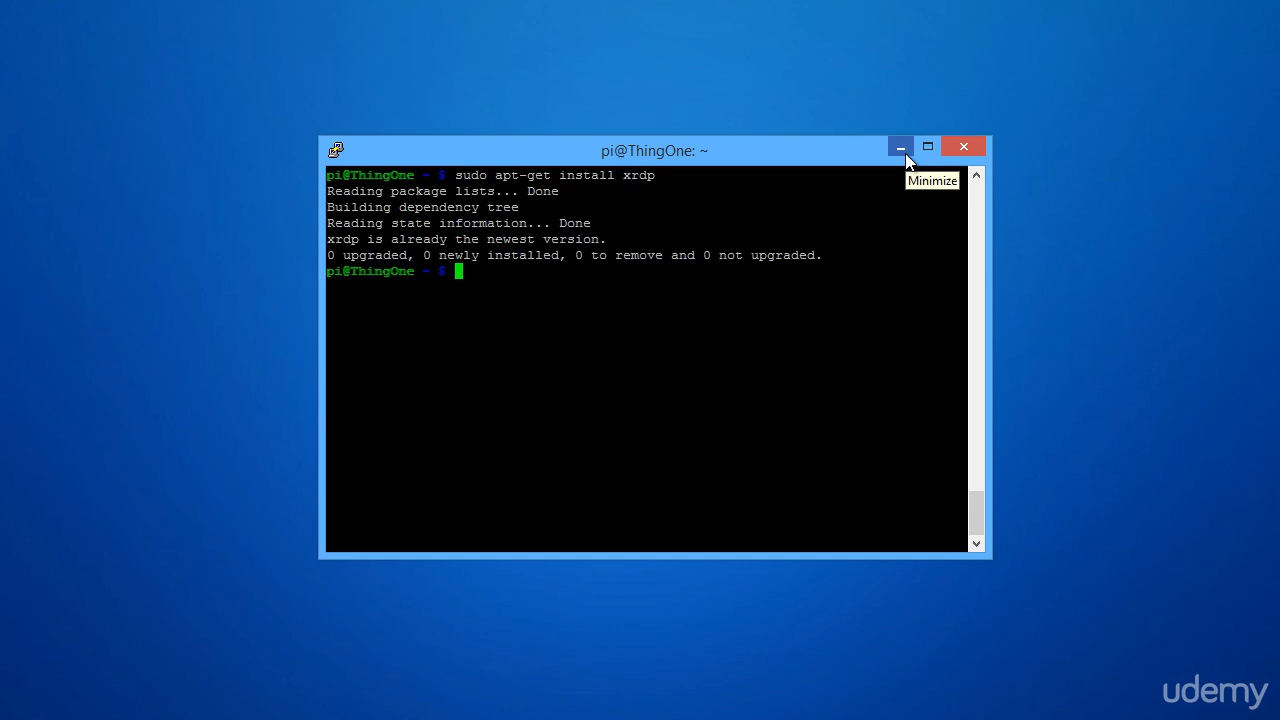 pi@ThingOne: ~
pi@ThingOne ~ $ sudo apt-get install xrdp
Reading package lists... Done
Building dependency tree
Reading state information... Done
xrdp is already the newest version.
0 upgraded, 0 newly installed, 0 to remove and 0 not upgraded.
pi@ThingOne ~ $
Minimize
udemy